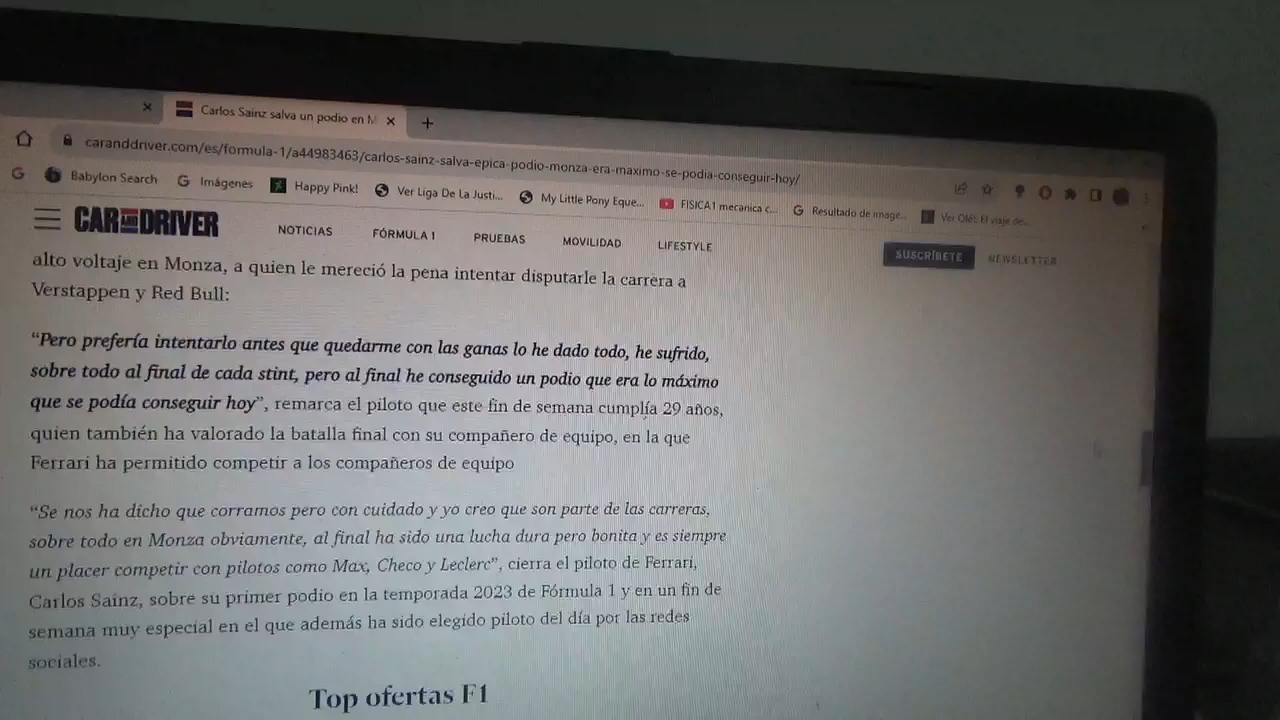 Carlos Sainz salva un podio en M
caranddriver.com/es/formula-1/a44983463/carlos-sainz-salva-epica-podio-monza-era-maximo-se-podia-conseguir-hoy/
Babylon Search Imágenes Happy Pink! Ver Liga De La Justi... My Little Pony Eque... FISICA1 mecanica c... Resultado de image... Ver Olé!: El viaje de...
CAR AND DRIVER NOTICIAS FÓRMULA 1 PRUEBAS MOVILIDAD LIFESTYLE SUSCRÍBETE NEWSLETTER
alto voltaje en Monza, a quien le mereció la pena intentar disputarle la carrera a
Verstappen y Red Bull:
“Pero prefería intentarlo antes que quedarme con las ganas lo he dado todo, he sufrido,
sobre todo al final de cada stint, pero al final he conseguido un podio que era lo máximo
que se podía conseguir hoy”, remarca el piloto que este fin de semana cumplía 29 años,
quien también ha valorado la batalla final con su compañero de equipo, en la que
Ferrari ha permitido competir a los compañeros de equipo
“Se nos ha dicho que corramos pero con cuidado y yo creo que son parte de las carreras,
sobre todo en Monza obviamente, al final ha sido una lucha dura pero bonita y es siempre
un placer competir con pilotos como Max, Checo y Leclerc”, cierra el piloto de Ferrari,
Carlos Sainz, sobre su primer podio en la temporada 2023 de Fórmula 1 y en un fin de
semana muy especial en el que además ha sido elegido piloto del día por las redes
sociales.
Top ofertas F1